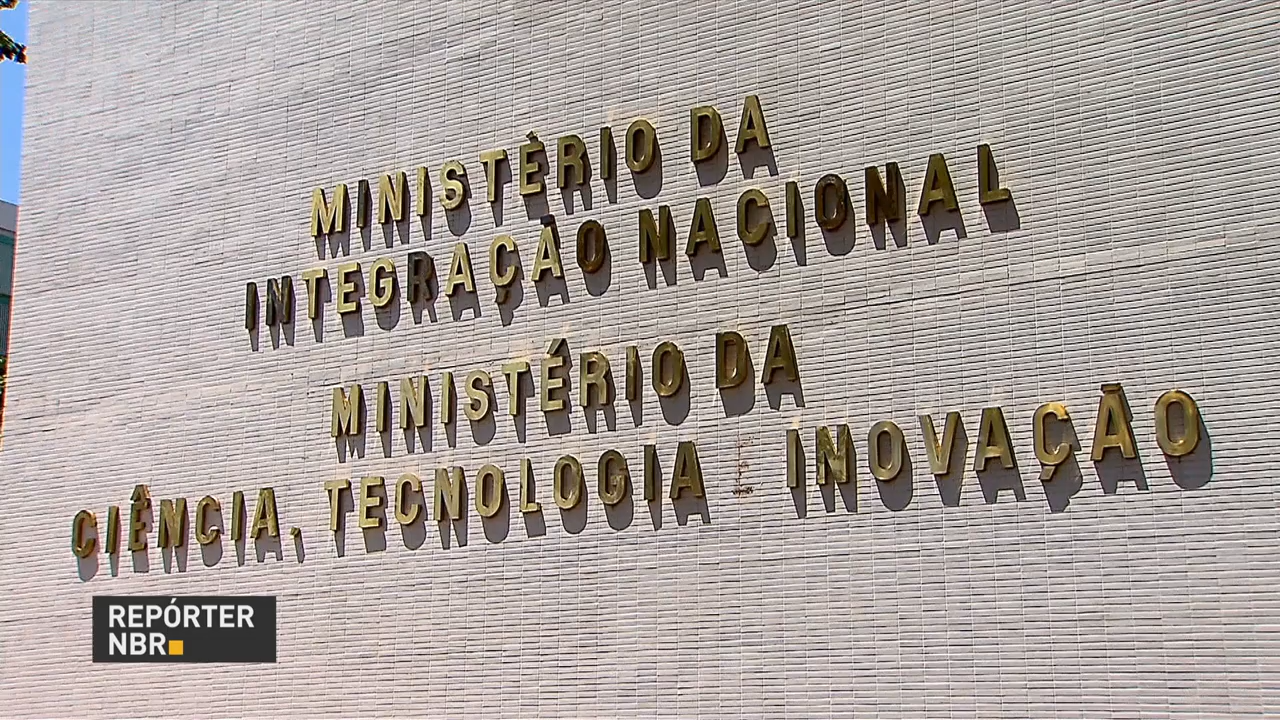 MINISTÉRIO DA
INTEGRAÇÃO NACIONAL
MINISTÉRIO DA
CIÊNCIA, TECNOLOGIA INOVAÇÃO
REPÓRTER
NBR